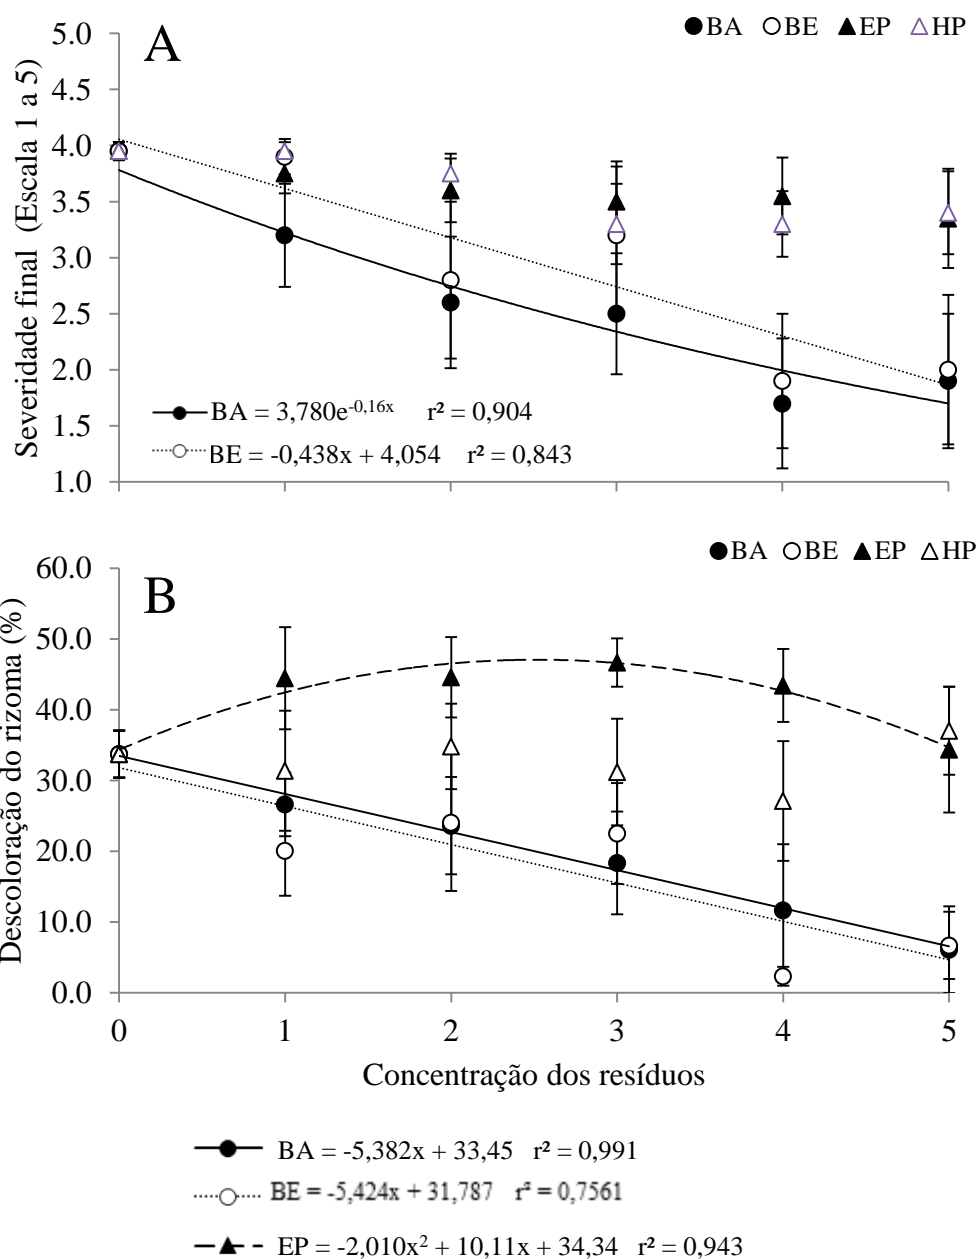 ●BA ○BE ▲EP △HP
A
Severidade final (Escala 1 a 5)
5.0
4.5
4.0
3.5
3.0
2.5
2.0
1.5
1.0
BA = 3,780e^-0,16x r² = 0,904
BE = -0,438x + 4,054 r² = 0,843
●BA ○BE ▲EP △HP
B
Descoloração do rizoma (%)
60.0
50.0
40.0
30.0
20.0
10.0
0.0
0 1 2 3 4 5
Concentração dos resíduos
BA = -5,382x + 33,45 r² = 0,991
BE = -5,424x + 31,787 r² = 0,7561
EP = -2,010x² + 10,11x + 34,34 r² = 0,943